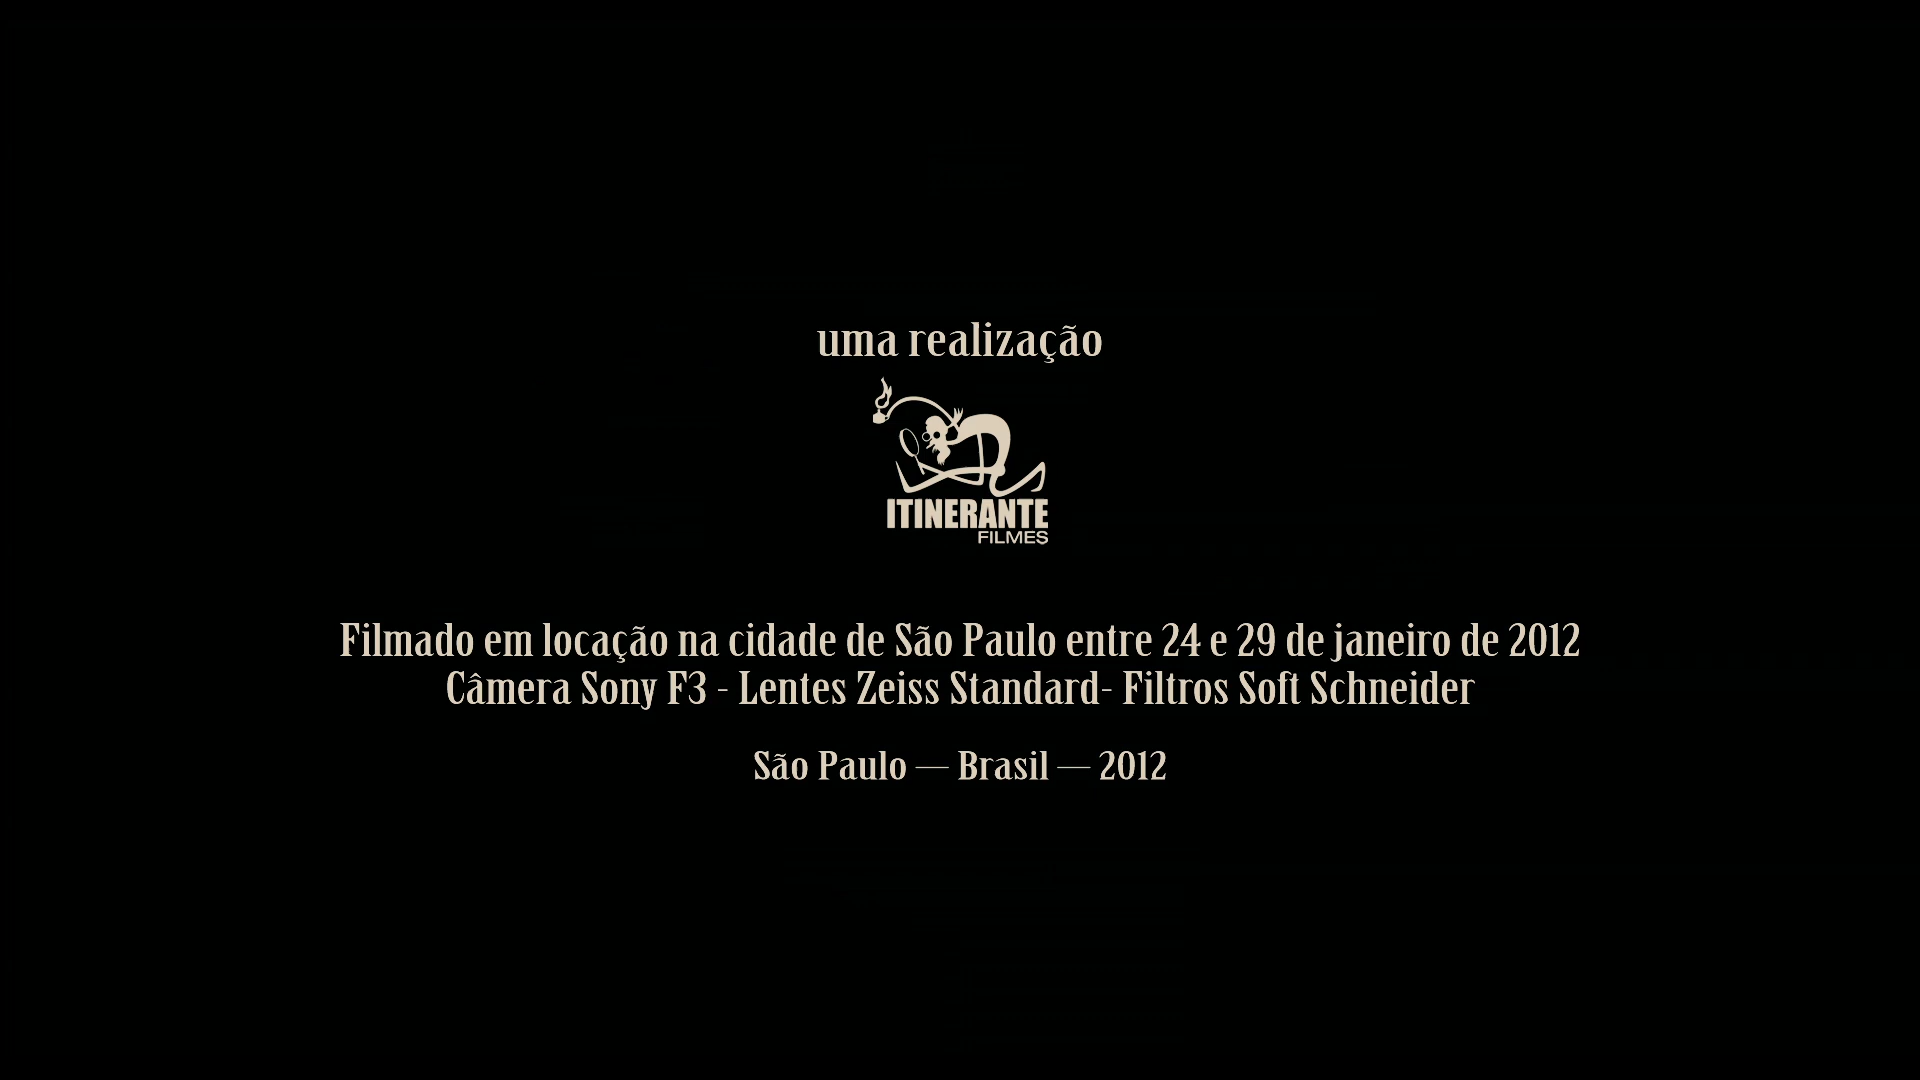 uma realização
ITINERANTE
FILMES
Filmado em locação na cidade de São Paulo entre 24 e 29 de janeiro de 2012
Câmera Sony F3 - Lentes Zeiss Standard- Filtros Soft Schneider
São Paulo — Brasil — 2012